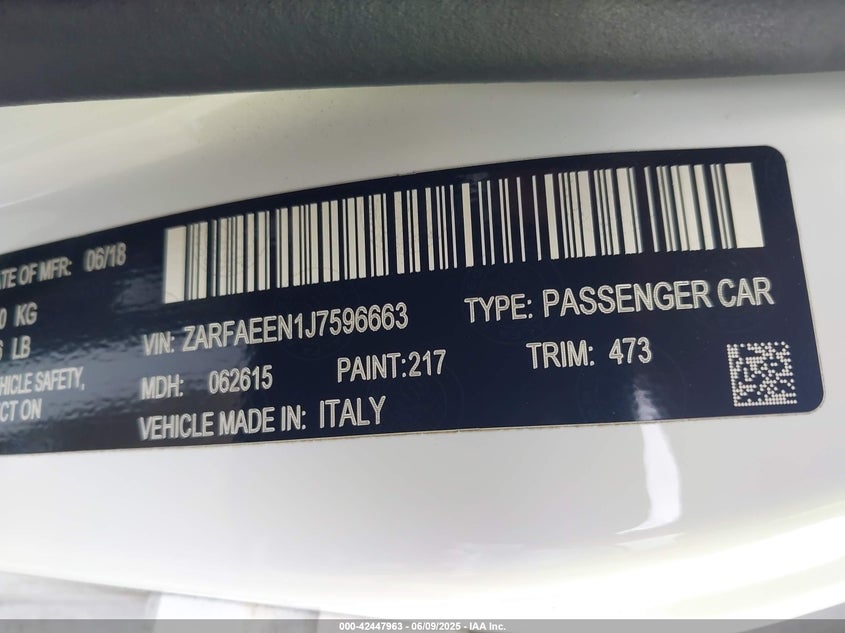 ATE OF MFR: 06/18
0 KG
LB
VIN: ZARFAEEN1J7596663
TYPE: PASSENGER CAR
HICLE SAFETY,
CT ON
MDH: 062615
PAINT:217
TRIM: 473
VEHICLE MADE IN: ITALY
000-42447963 - 06/09/2025 - IAA Inc.